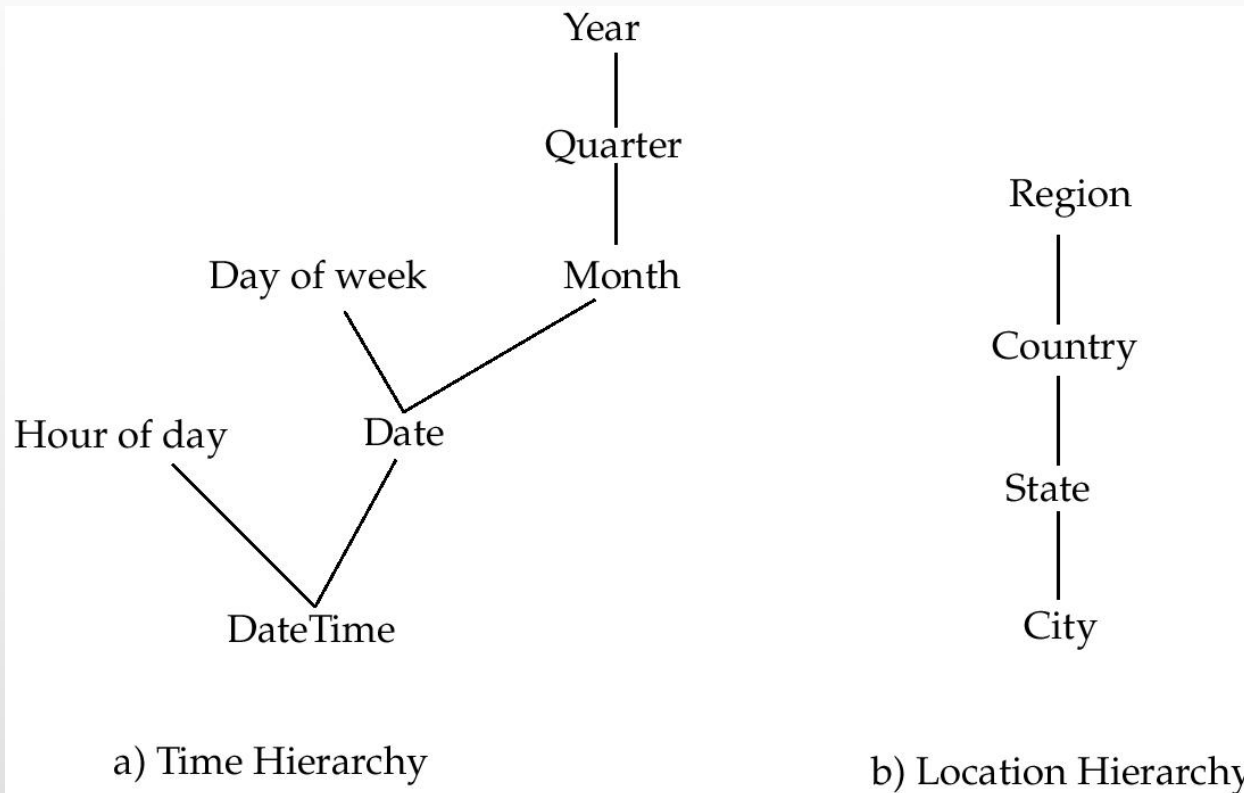 Year
Quarter
Region
Day of week
Month
Country
Hour of day
Date
State
DateTime
City
a) Time Hierarchy
b) Location Hierarchy